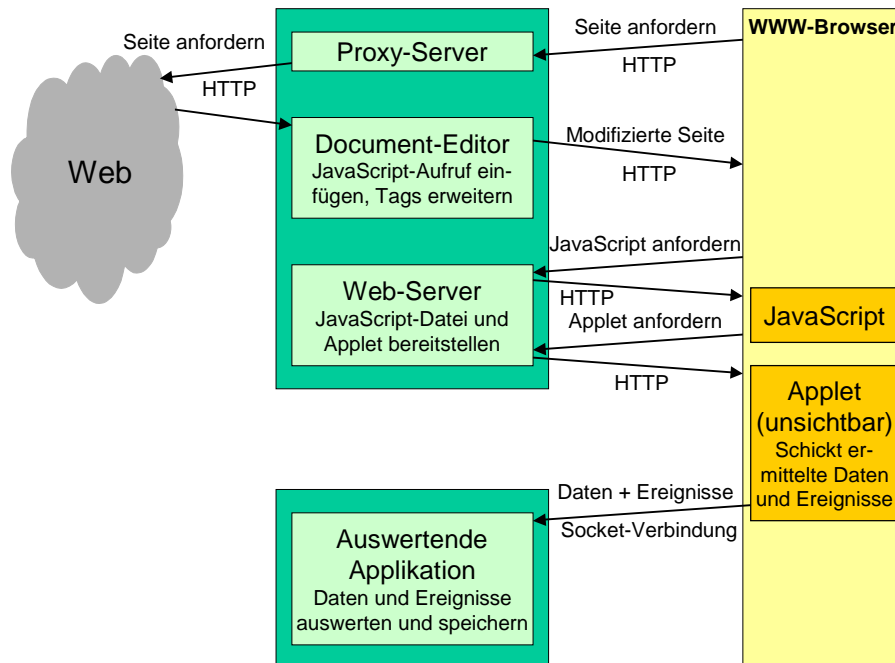 Seite anfordern
HTTP
Web
Proxy-Server
Document-Editor
JavaScript-Aufruf ein-
fügen, Tags erweitern
Web-Server
JavaScript-Datei und
Applet bereitstellen
Seite anfordern
HTTP
Modifizierte Seite
HTTP
JavaScript anfordern
HTTP
Applet anfordern
HTTP
WWW-Browser
JavaScript
Applet
(unsichtbar)
Schickt er-
mittelte Daten
und Ereignisse
Daten + Ereignisse
Socket-Verbindung
Auswertende
Applikation
Daten und Ereignisse
auswerten und speichern